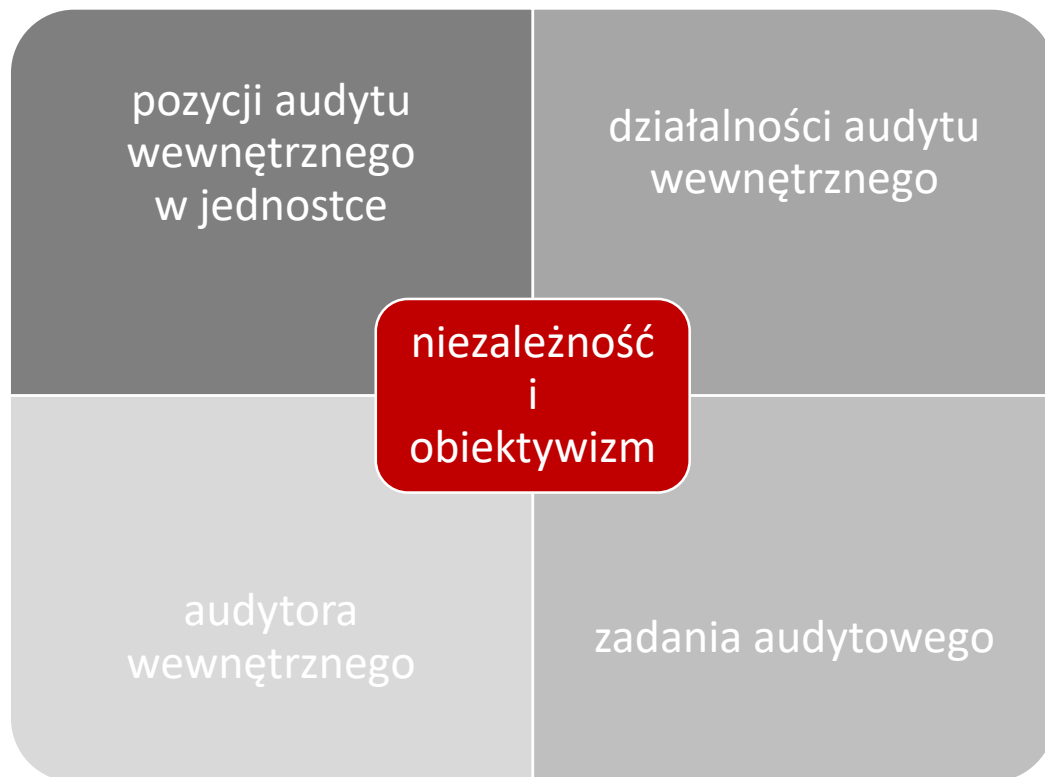 pozycji audytu
wewnętrznego
w jednostce
działalności audytu
wewnętrznego
niezależność
i
obiektywizm
audytora
wewnętrznego
zadania audytowego